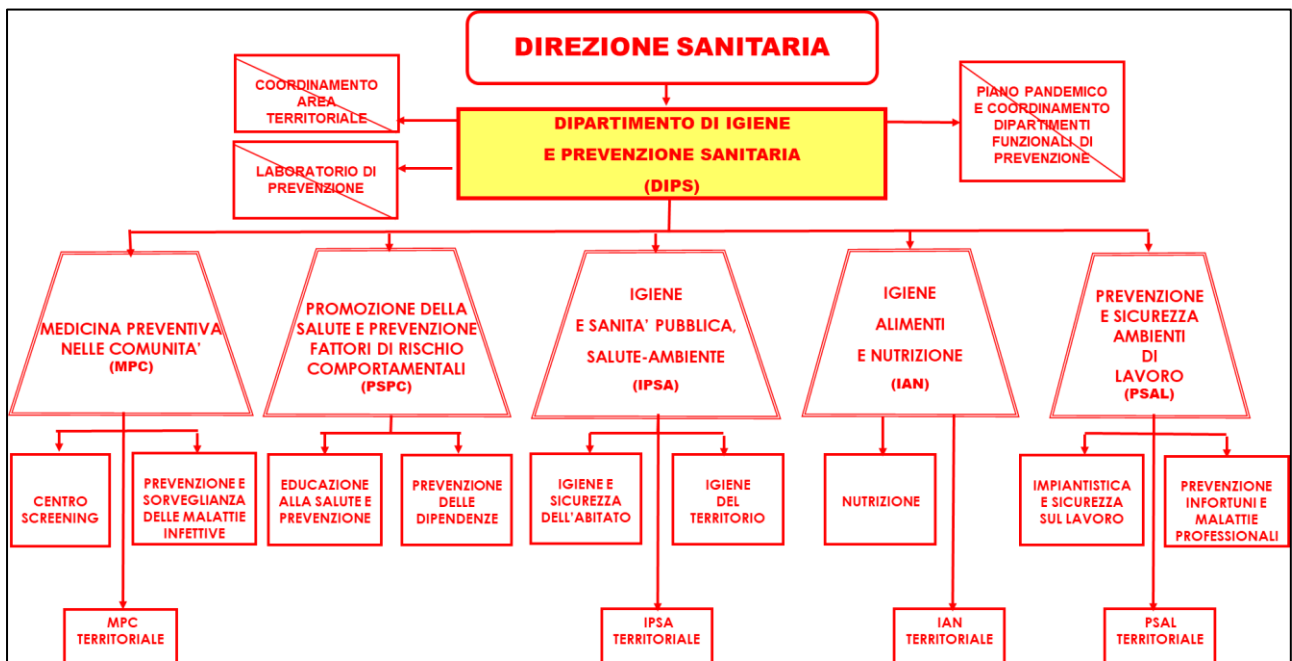 DIREZIONE SANITARIA
COORDINAMENTO
AREA
TERRITORIALE
PIANO PANDEMICO
E COORDINAMENTO
DIPARTIMENTI
FUNZIONALI DI
PREVENZIONE
DIPARTIMENTO DI IGIENE
E PREVENZIONE SANITARIA
(DIPS)
LABORATORIO DI
PREVENZIONE
MEDICINA PREVENTIVA
NELLE COMUNITA’
(MPC)
PROMOZIONE DELLA
SALUTE E PREVENZIONE
FATTORI DI RISCHIO
COMPORTAMENTALI
(PSPC)
IGIENE
E SANITA’ PUBBLICA,
SALUTE-AMBIENTE
(IPSA)
IGIENE
ALIMENTI
E NUTRIZIONE
(IAN)
PREVENZIONE
E SICUREZZA
AMBIENTI
DI
LAVORO
(PSAL)
CENTRO
SCREENING
PREVENZIONE E
SORVEGLIANZA
DELLE MALATTIE
INFETTIVE
EDUCAZIONE
ALLA SALUTE E
PREVENZIONE
PREVENZIONE
DELLE
DIPENDENZE
IGIENE E
SICUREZZA
DELL’ABITATO
IGIENE
DEL
TERRITORIO
NUTRIZIONE
IMPIANTISTICA
E SICUREZZA
SUL LAVORO
PREVENZIONE
INFORTUNI E
MALATTIE
PROFESSIONALI
MPC
TERRITORIALE
IPSA
TERRITORIALE
IAN
TERRITORIALE
PSAL
TERRITORIALE